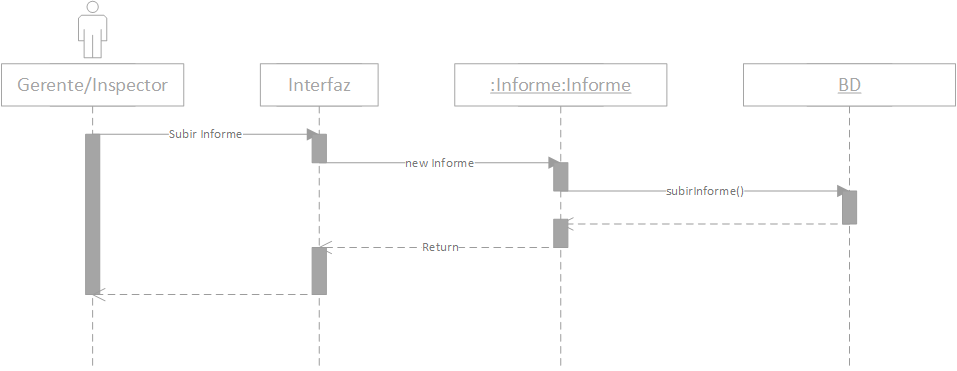 Gerente/Inspector
Interfaz
:Informe:Informe
BD
Subir Informe
new Informe
subirInforme()
Return